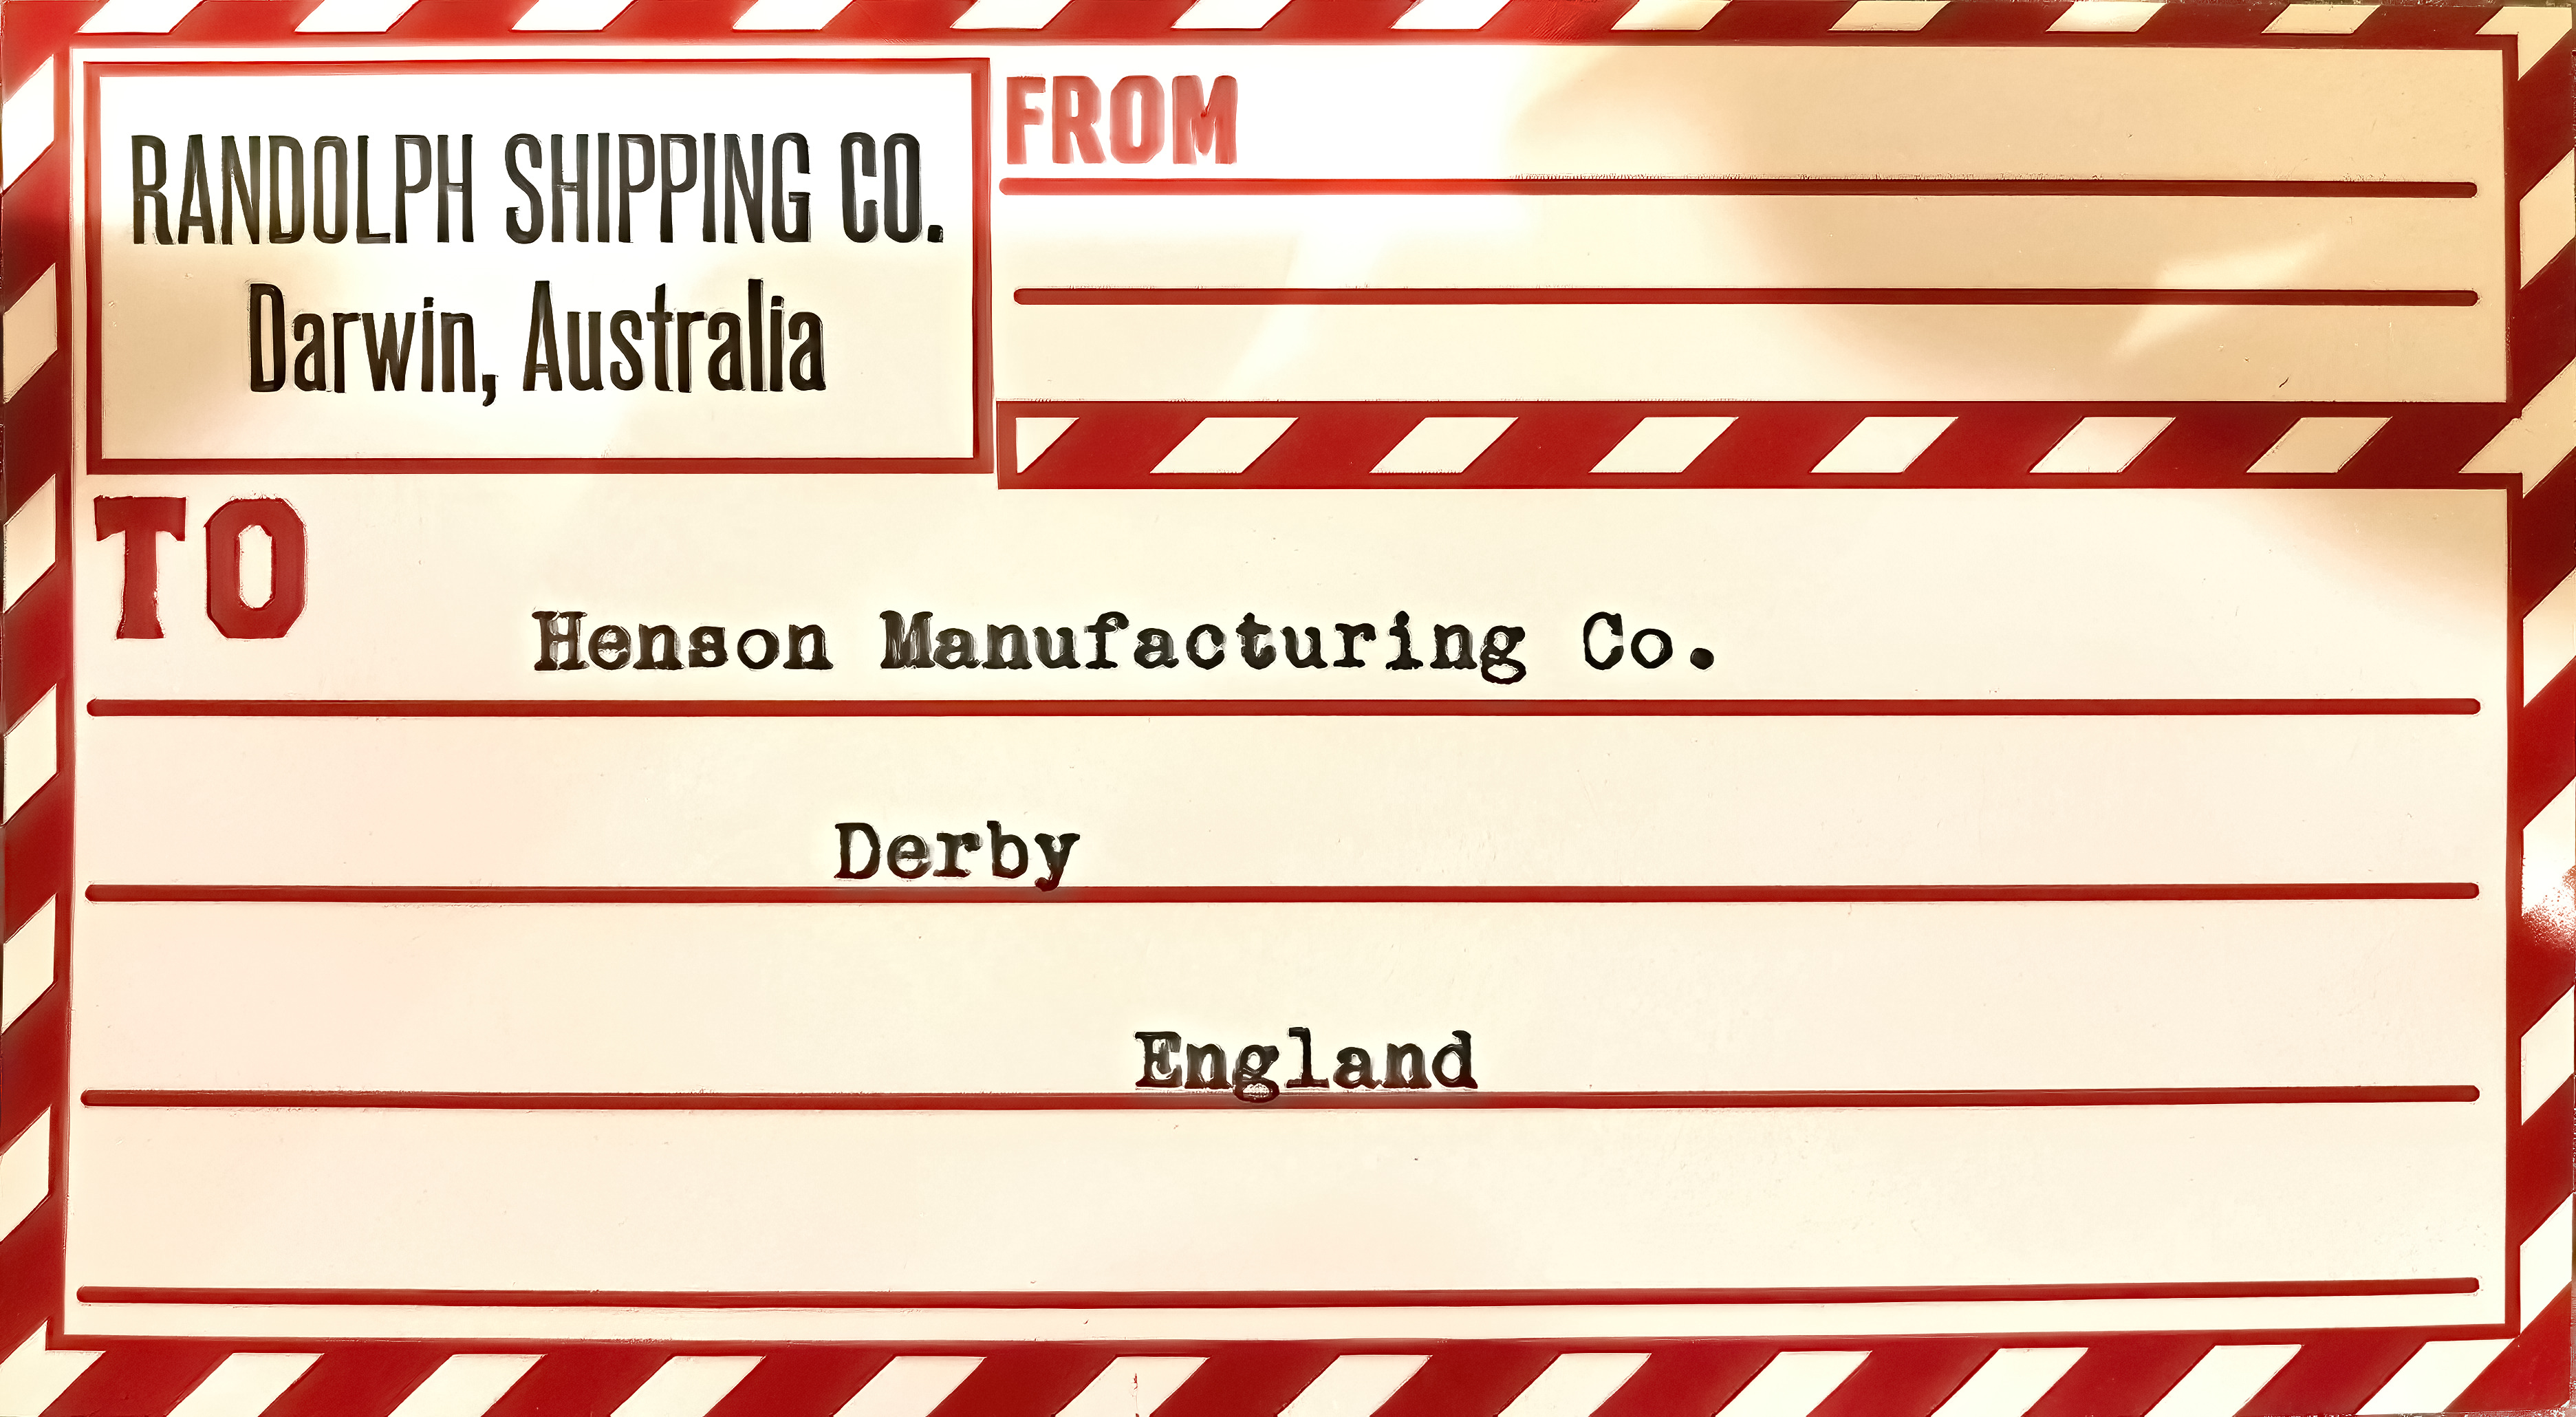 RANDOLPH SHIPPING CO.
Darwin, Australia
FROM
TO
Henson Manufacturing Co.
Derby
England